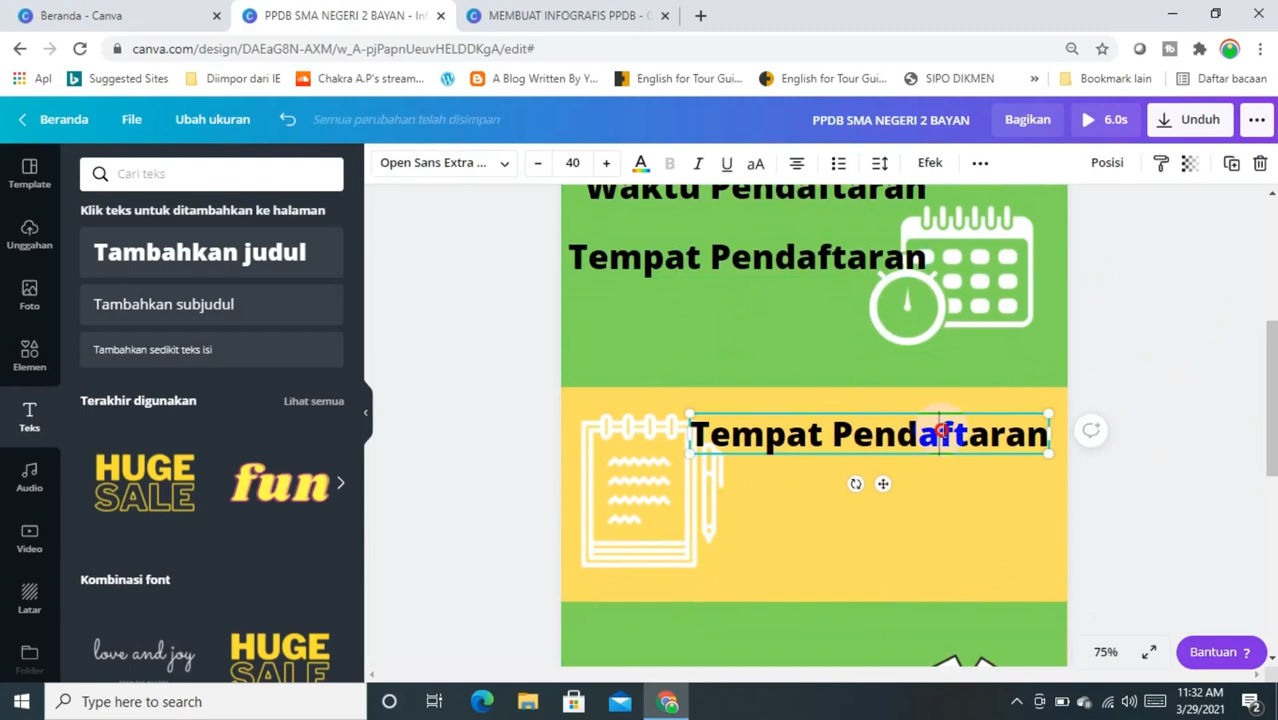 Beranda - Canva
PPDB SMA NEGERI 2 BAYAN - Inf
MEMBUAT INFOGRAFIS PPDB - G
canva.com/design/DAEaG8N-AXM/w_A-pjPapnUeuvHELDDKgA/edit#
Apl
Suggested Sites
Diimpor dari IE
Chakra A.P's stream...
A Blog Written By Y...
English for Tour Gui...
English for Tour Gui...
SIPO DIKMEN
»
Bookmark lain
Daftar bacaan
Beranda
File
Ubah ukuran
Semua perubahan telah disimpan
PPDB SMA NEGERI 2 BAYAN
Bagikan
6.0s
Unduh
Template
Unggahan
Foto
Elemen
Teks
Audio
Video
Latar
Folder
Cari teks
Klik teks untuk ditambahkan ke halaman
Tambahkan judul
Tambahkan subjudul
Tambahkan sedikit teks isi
Terakhir digunakan
Lihat semua
HUGE
SALE
fun
Kombinasi font
love and joy
HUGE
SALE
Open Sans Extra ...
– 40 +
A B I U aA
Efek
Posisi
Waktu Pendaftaran
Tempat Pendaftaran
Tempat Pendaftaran
75%
Bantuan ?
Type here to search
11:32 AM
3/29/2021
2